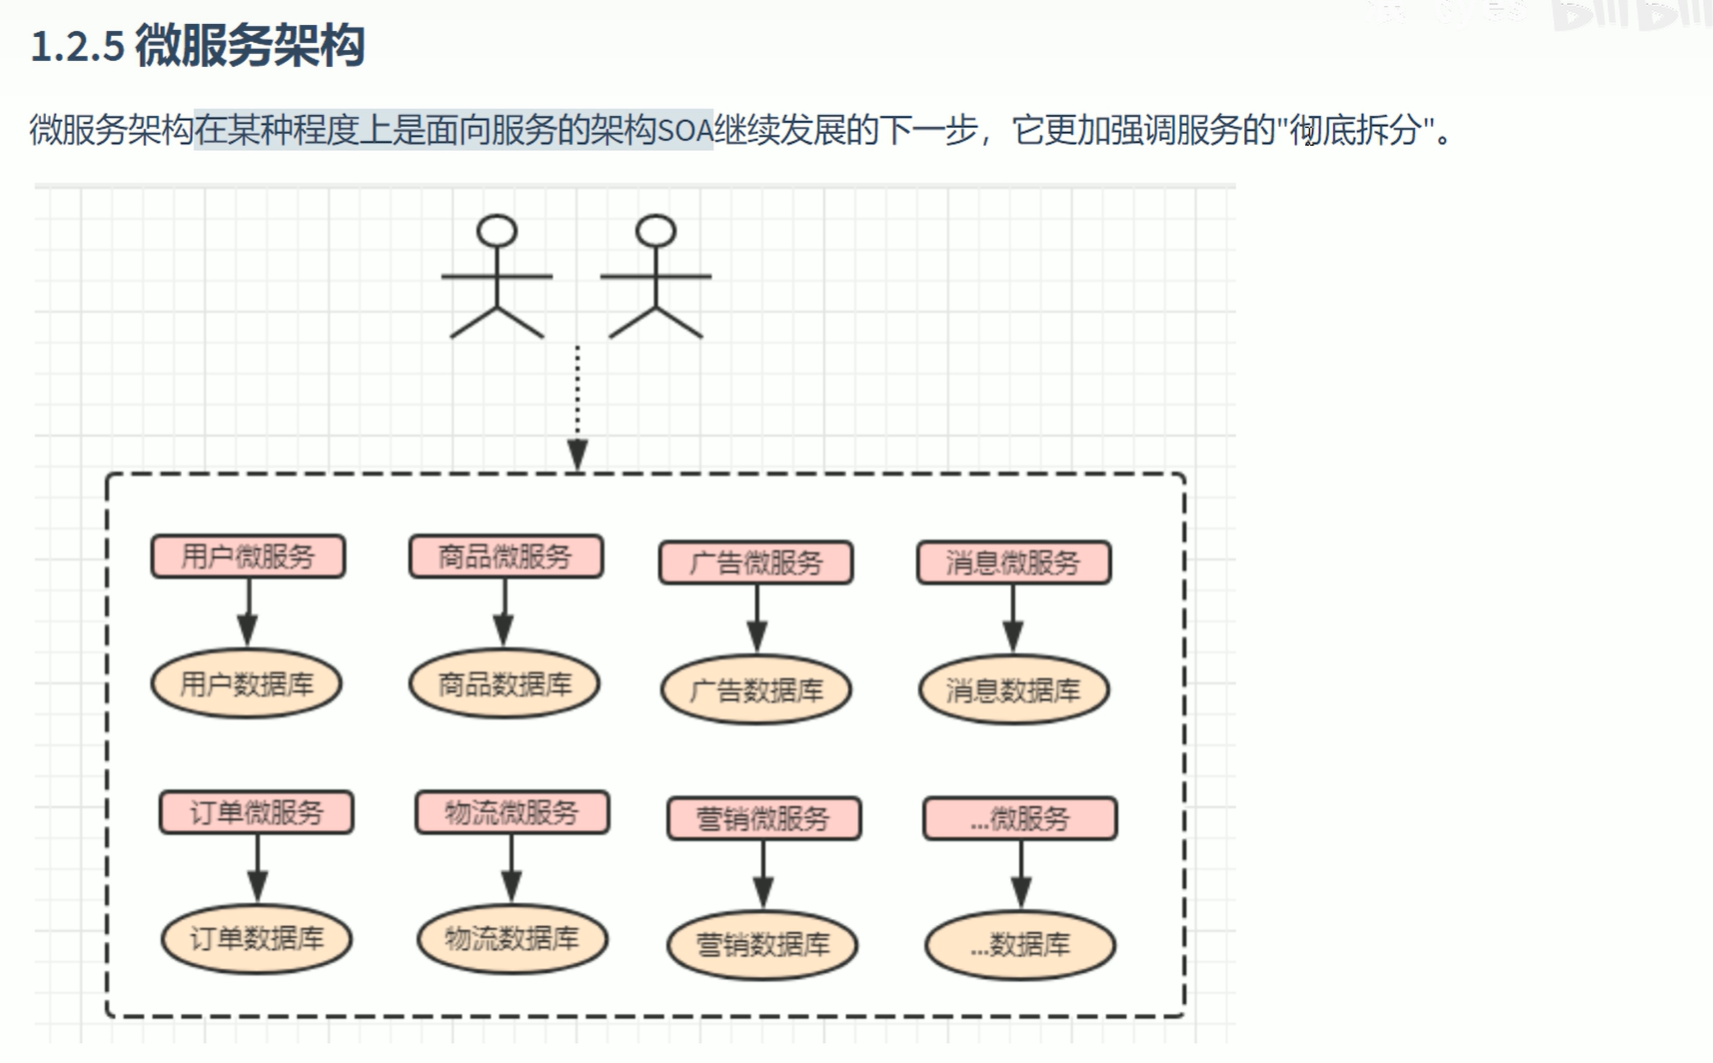 1.2.5 微服务架构
微服务架构在某种程度上是面向服务的架构SOA继续发展的下一步，它更加强调服务的"彻底拆分"。
用户微服务 商品微服务 广告微服务 消息微服务
用户数据库 商品数据库 广告数据库 消息数据库
订单微服务 物流微服务 营销微服务 ...微服务
订单数据库 物流数据库 营销数据库 ...数据库